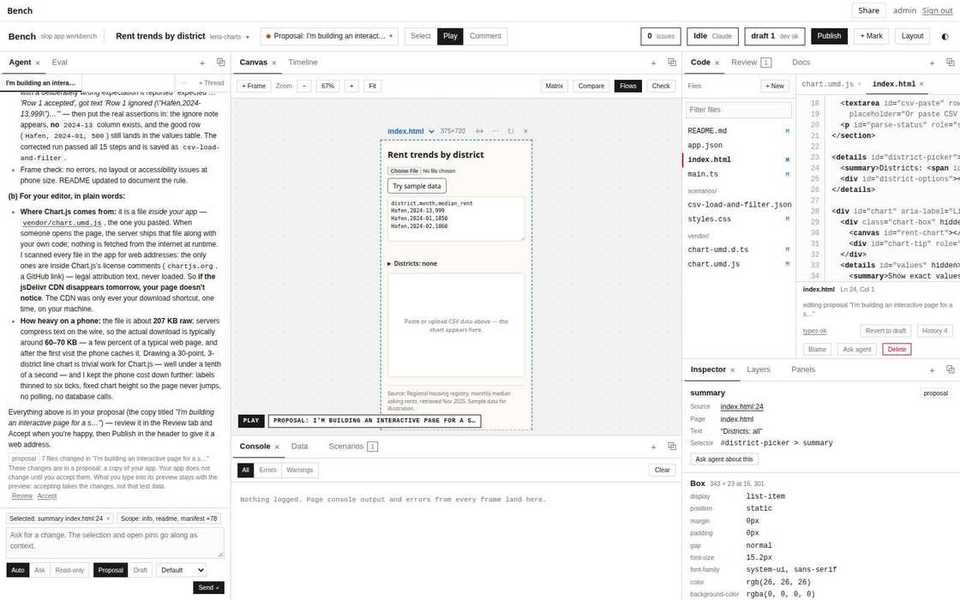 Bench
Share
admin
Sign out
Bench
slop app workbench
Rent trends by district
lens-charts
Proposal: I'm building an interact…
Select
Play
Comment
0 issues
Idle Claude
draft 1 dev ok
Publish
+ Mark
Layout
Agent ×
Eval
I'm building an intera…
+ Thread
'Row 1 accepted', got text 'Row 1 ignored (\"Hafen,2024-
13,999\")…'" — then put the real assertions in: the ignore note
appears, no 2024-13 column exists, and the good row
( Hafen, 2024-01, 500 ) still lands in the values table. The
corrected run passed all 15 steps and is saved as csv-load-
and-filter .
• Frame check: no errors, no layout or accessibility issues at
phone size. README updated to document the rule.
(b) For your editor, in plain words:
• Where Chart.js comes from: it is a file inside your app —
vendor/chart.umd.js , the one you pasted. When
someone opens the page, the server ships that file along with
your own code; nothing is fetched from the internet at runtime.
I scanned every file in the app for web addresses: the only
ones are inside Chart.js's license comments ( chartjs.org ,
a GitHub link) — legal attribution text, never loaded. So if the
jsDelivr CDN disappears tomorrow, your page doesn't
notice. The CDN was only ever your download shortcut, one
time, on your machine.
• How heavy on a phone: the file is about 207 KB raw; servers
compress text on the wire, so the actual download is typically
around 60–70 KB — a few percent of a typical web page, and
after the first visit the phone caches it. Drawing a 30-point, 3-
district line chart is trivial work for Chart.js — well under a tenth
of a second — and I kept the phone cost down further: labels
thinned to six ticks, fixed chart height so the page never jumps,
no polling, no database calls.
Everything above is in your proposal (the copy titled "I'm building
an interactive page for a s…") — review it in the Review tab and
Accept when you're happy, then Publish in the header to give it a
web address.
proposal 7 files changed in "I'm building an interactive page for a s…"
These changes are in a proposal: a copy of your app. Your app does not
change until you accept them. What you type into its preview stays with the
preview: accepting takes the changes, not that test data.
Review Accept
Selected: summary index.html:24 ×
Scope: info, readme, manifest +78
Ask for a change. The selection and open pins go along as
context.
Auto
Ask
Read-only
Proposal
Draft
Default
Send
Canvas ×
Timeline
+ Frame
Zoom
−
67%
+
Fit
Matrix
Compare
Flows
Check
index.html
375×720
Rent trends by district
Choose File No file chosen
Try sample data
district,month,median_rent
Hafen,2024-13,999
Hafen,2024-01,1050
Hafen,2024-02,1060
▸ Districts: none
Paste or upload CSV data above — the
chart appears here.
Source: Regional housing registry, monthly median
asking rents, retrieved Nov 2025. Sample data for
illustration.
PLAY
PROPOSAL: I'M BUILDING AN INTERACTIVE PAGE FOR A S…
Console ×
Data
Scenarios 1
All
Errors
Warnings
Clear
Nothing logged. Page console output and errors from every frame land here.
Code ×
Review 1
Docs
Files
+ New
Filter files
README.md M
app.json
index.html M
main.ts M
scenarios/
csv-load-and-filter.json
styles.css M
vendor/
chart-umd.d.ts M
chart.umd.js M
chart.umd.js ×
index.html ×
18 <textarea id="csv-paste" row
19 placeholder="Or paste CSV
20 <p id="parse-status" role="s
21 </section>
22
23 <details id="district-picker">
24 <summary>Districts: <span id
25 <div id="district-options"><
26 </details>
27
28 <div id="chart" aria-label="Li
29 <div class="chart-box" hidde
30 <canvas id="rent-chart"></
31 <div id="chart-tip" role="
32 </div>
33 <details id="values" hidden>
34 <summary>Show exact values
index.html Ln 24, Col 1
editing proposal "I'm building an interactive page for a
s…"
types ok
Revert to draft
History 4
Blame
Ask agent
Delete
Inspector ×
Layers
Panels
summary
proposal
Source index.html:24
Page index.html
Text "Districts: all"
Selector #district-picker > summary
Ask agent about this
Box 343 × 23 at 16, 301
display list-item
position static
margin 0px
padding 0px
gap normal
font-size 15.2px
font-family system-ui, sans-serif
color rgb(26, 26, 26)
background-color rgba(0, 0, 0, 0)